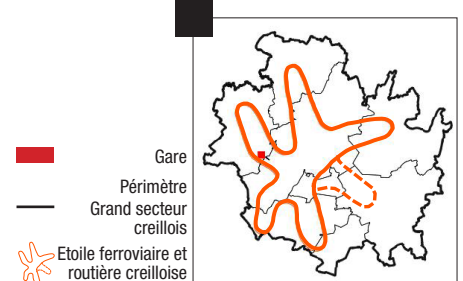 Gare
Périmètre
Grand secteur
creillois
Etoile ferroviaire et
routière creilloise